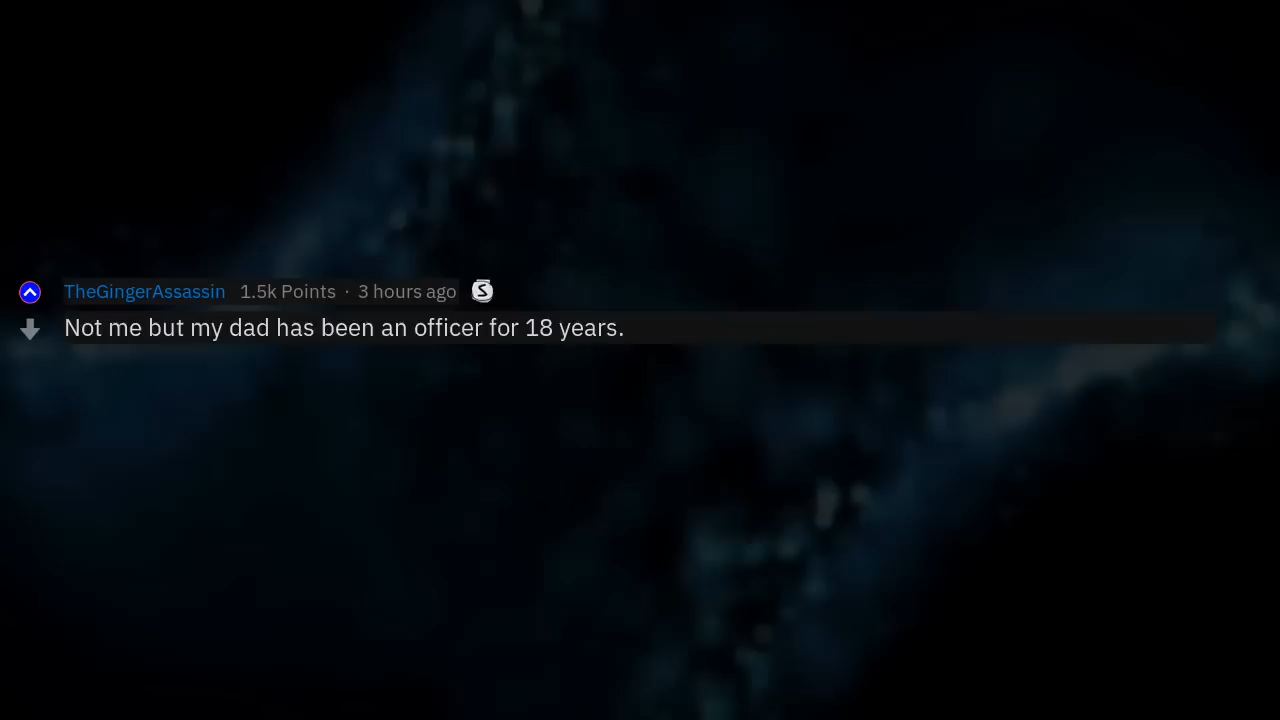 TheGingerAssassin 1.5k Points · 3 hours ago S
Not me but my dad has been an officer for 18 years.